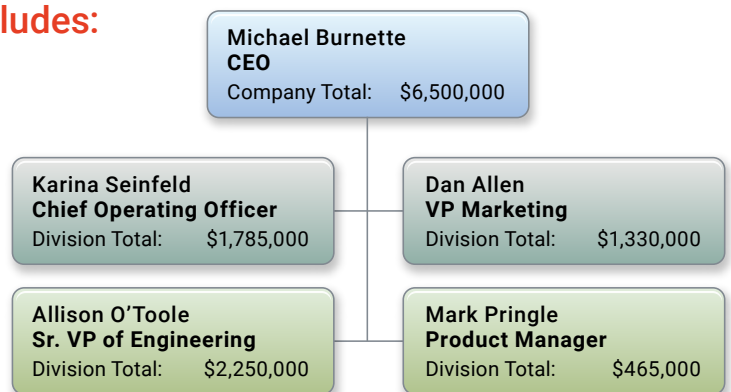 ludes:
Michael Burnette
CEO
Company Total: $6,500,000
Karina Seinfeld
Chief Operating Officer
Division Total: $1,785,000
Dan Allen
VP Marketing
Division Total: $1,330,000
Allison O’Toole
Sr. VP of Engineering
Division Total: $2,250,000
Mark Pringle
Product Manager
Division Total: $465,000